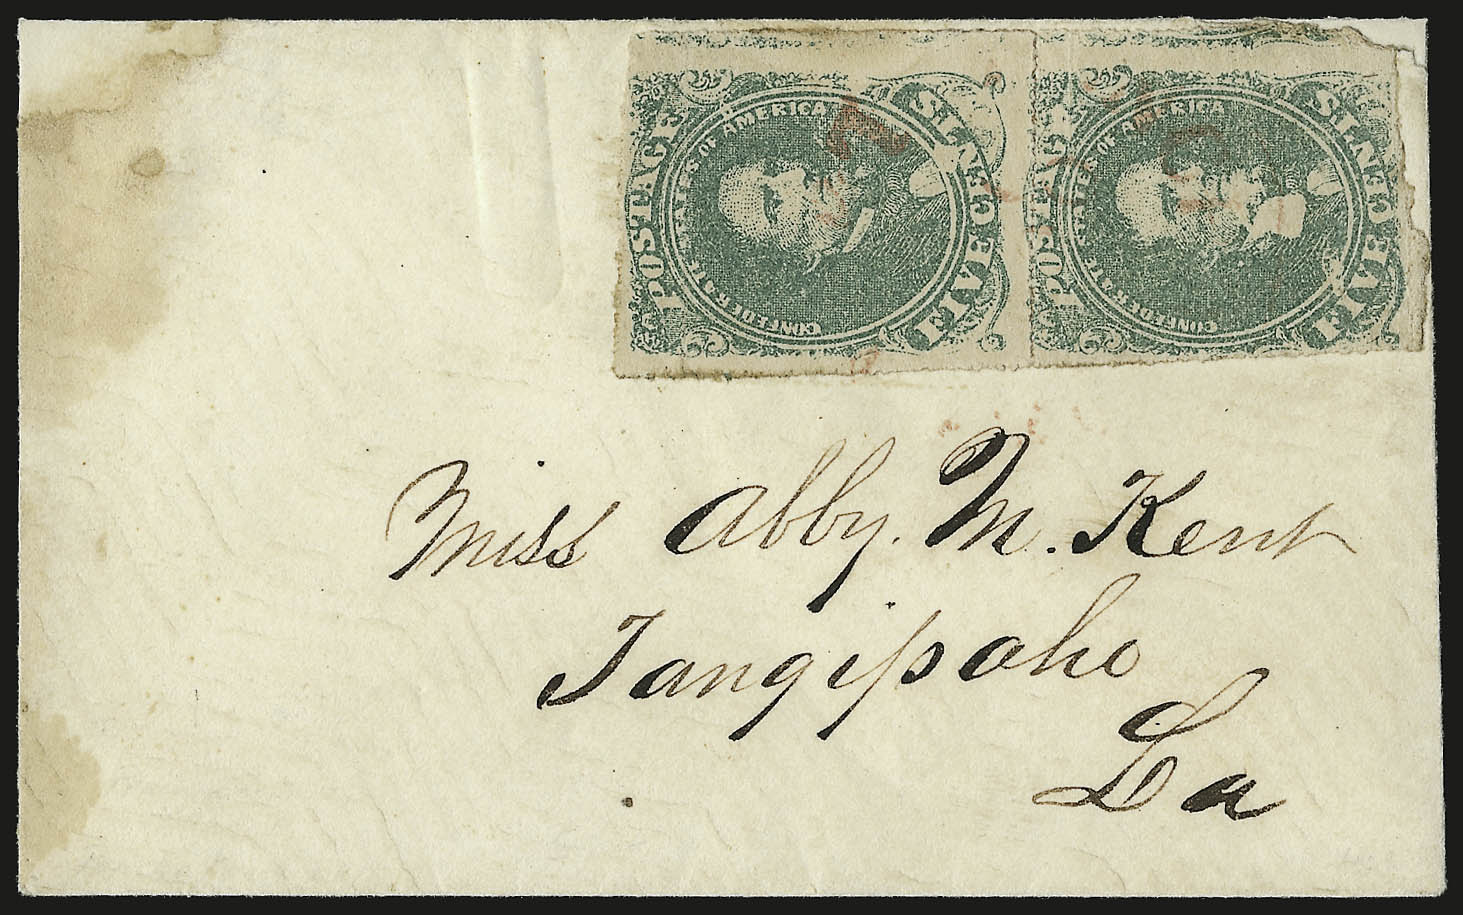 POSTAGE
CONFEDERATE STATES OF AMERICA
FIVE CENTS
POSTAGE
CONFEDERATE STATES OF AMERICA
FIVE CENTS
Miss Abby. M. Kent
Tangipaho
La